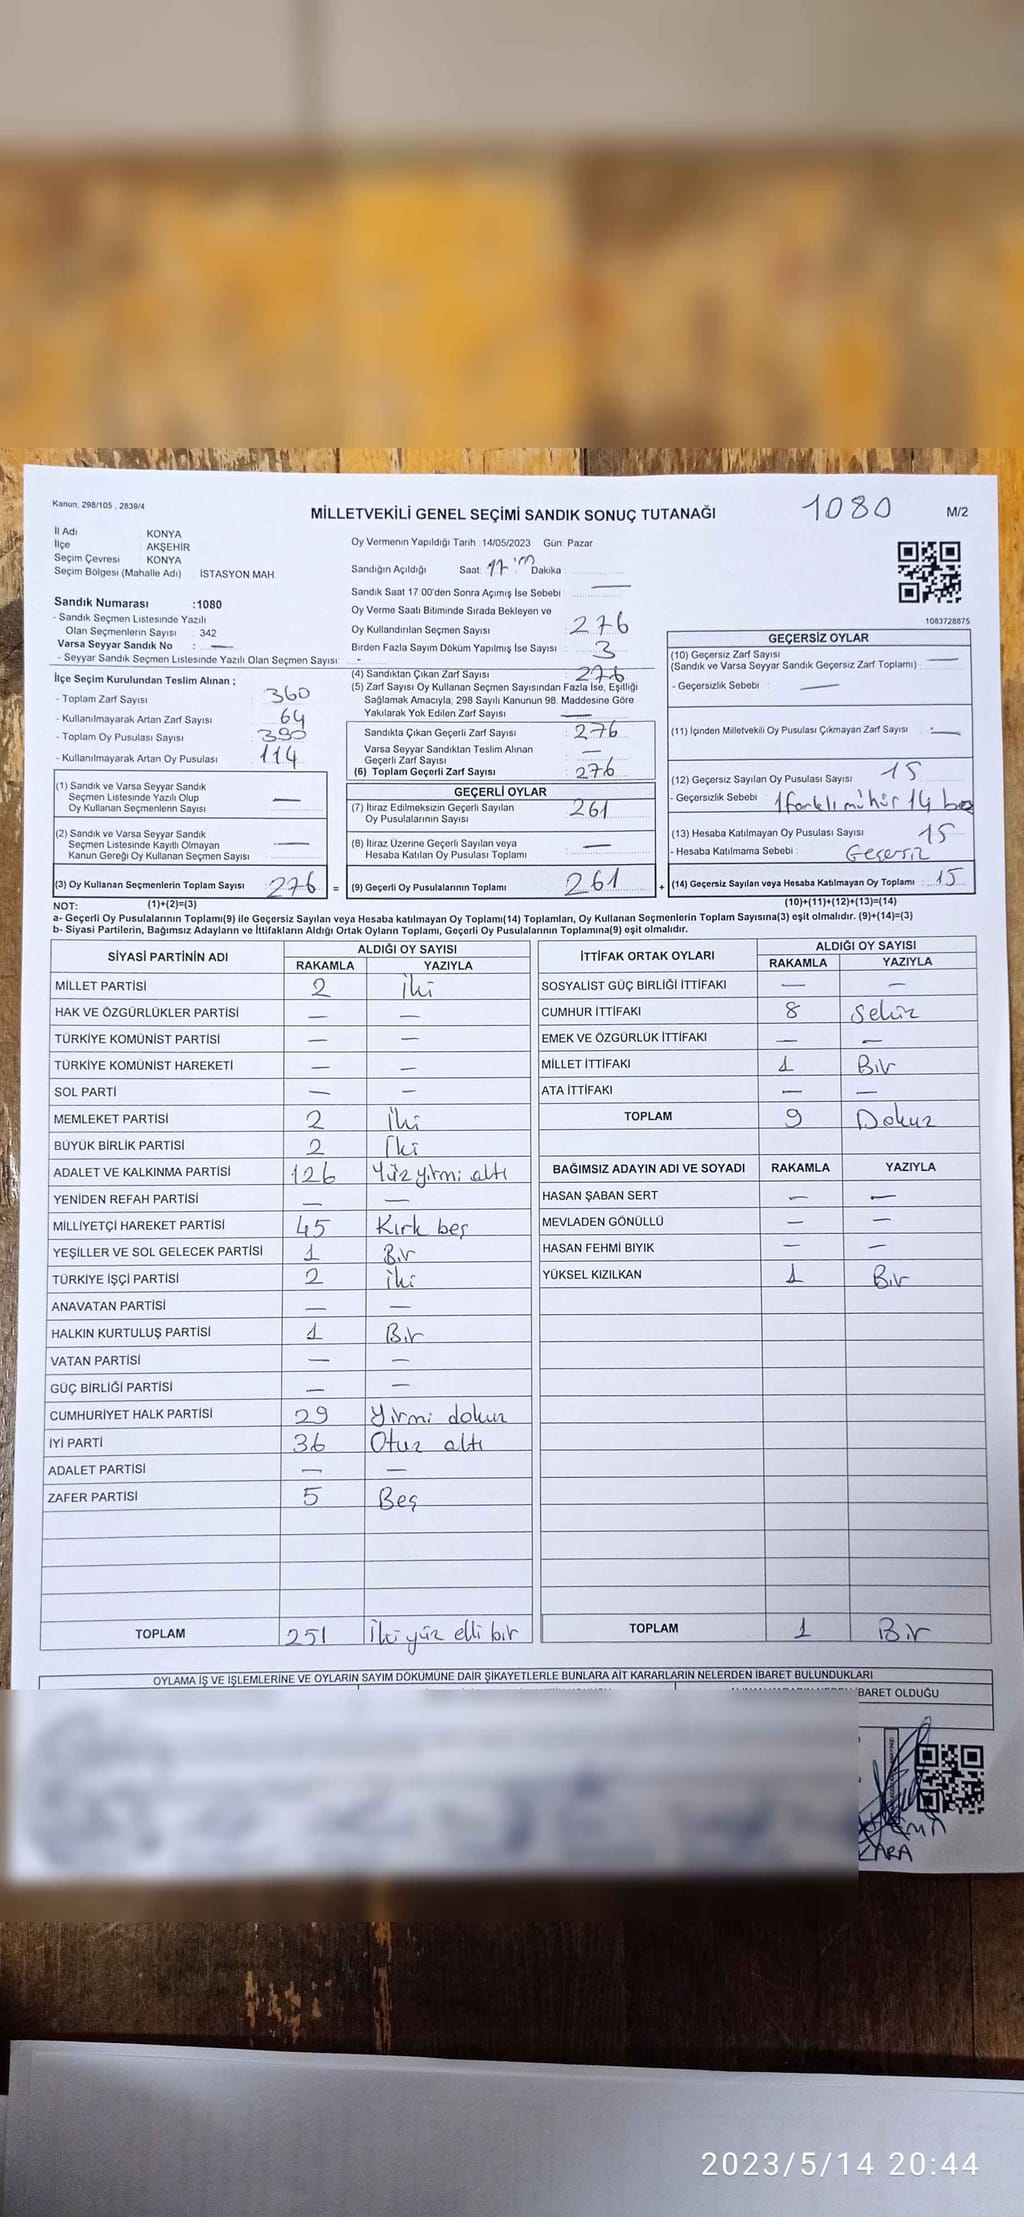 Kanun, 298/105 , 2839/4
MİLLETVEKİLİ GENEL SEÇİMİ SANDIK SONUÇ TUTANAĞI
1080
M/2
İl Adı : KONYA
İlçe : AKŞEHİR
Seçim Çevresi : KONYA
Seçim Bölgesi (Mahalle Adı) : İSTASYON MAH.
Sandık Numarası :1080
- Sandık Seçmen Listesinde Yazılı
Olan Seçmenlerin Sayısı : 342
Varsa Seyyar Sandık No : —
- Seyyar Sandık Seçmen Listesinde Yazılı Olan Seçmen Sayısı: -
İlçe Seçim Kurulundan Teslim Alınan ;
- Toplam Zarf Sayısı : 360
- Kullanılmayarak Artan Zarf Sayısı : 64
- Toplam Oy Pusulası Sayısı : 390
- Kullanılmayarak Artan Oy Pusulası : 114
(1) Sandık ve Varsa Seyyar Sandık
Seçmen Listesinde Yazılı Olup
Oy Kullanan Seçmenlerin Sayısı : —
(2) Sandık ve Varsa Seyyar Sandık
Seçmen Listesinde Kayıtlı Olmayan
Kanun Gereği Oy Kullanan Seçmen Sayısı : —
(3) Oy Kullanan Seçmenlerin Toplam Sayısı : 276 =
Oy Vermenin Yapıldığı Tarih :14/05/2023 Gün: Pazar
Sandığın Açıldığı Saat: 17:00 Dakika :
Sandık Saat 17.00'den Sonra Açımış İse Sebebi : —
Oy Verme Saati Bitiminde Sırada Bekleyen ve
Oy Kullandırılan Seçmen Sayısı : 276
Birden Fazla Sayım Döküm Yapılmış İse Sayısı : 3
(4) Sandıktan Çıkan Zarf Sayısı : 276
(5) Zarf Sayısı Oy Kullanan Seçmen Sayısından Fazla İse, Eşitliği
Sağlamak Amacıyla, 298 Sayılı Kanunun 98. Maddesine Göre
Yakılarak Yok Edilen Zarf Sayısı : —
Sandıkta Çıkan Geçerli Zarf Sayısı : 276
Varsa Seyyar Sandıktan Teslim Alınan
Geçerli Zarf Sayısı : —
(6) Toplam Geçerli Zarf Sayısı : 276
GEÇERLİ OYLAR
(7) İtiraz Edilmeksizin Geçerli Sayılan
Oy Pusulalarının Sayısı : 261
(8) İtiraz Üzerine Geçerli Sayılan veya
Hesaba Katılan Oy Pusulası Toplamı : —
(9) Geçerli Oy Pusulalarının Toplamı : 261 +
1083728875
GEÇERSİZ OYLAR
(10) Geçersiz Zarf Sayısı
(Sandık ve Varsa Seyyar Sandık Geçersiz Zarf Toplamı) : —
- Geçersizlik Sebebi : —
(11) İçinden Milletvekili Oy Pusulası Çıkmayan Zarf Sayısı : —
(12) Geçersiz Sayılan Oy Pusulası Sayısı : 15
- Geçersizlik Sebebi : 1 farklı mühür 14 boş
(13) Hesaba Katılmayan Oy Pusulası Sayısı : 15
- Hesaba Katılmama Sebebi : Geçersiz
(14) Geçersiz Sayılan veya Hesaba Katılmayan Oy Toplamı : 15
NOT: (1)+(2)=(3) (10)+(11)+(12)+(13)=(14)
a- Geçerli Oy Pusulalarının Toplamı(9) ile Geçersiz Sayılan veya Hesaba katılmayan Oy Toplamı(14) Toplamları, Oy Kullanan Seçmenlerin Toplam Sayısına(3) eşit olmalıdır. (9)+(14)=(3)
b- Siyasi Partilerin, Bağımsız Adayların ve İttifakların Aldığı Ortak Oyların Toplamı, Geçerli Oy Pusulalarının Toplamına(9) eşit olmalıdır.
SİYASİ PARTİNİN ADI ALDIĞI OY SAYISI
RAKAMLA YAZIYLA
MİLLET PARTİSİ 2 İki
HAK VE ÖZGÜRLÜKLER PARTİSİ — —
TÜRKİYE KOMÜNİST PARTİSİ — —
TÜRKİYE KOMÜNİST HAREKETİ — —
SOL PARTİ — —
MEMLEKET PARTİSİ 2 İki
BÜYÜK BİRLİK PARTİSİ 2 İki
ADALET VE KALKINMA PARTİSİ 126 Yüz yirmi altı
YENİDEN REFAH PARTİSİ — —
MİLLİYETÇİ HAREKET PARTİSİ 45 Kırk beş
YEŞİLLER VE SOL GELECEK PARTİSİ 1 Bir
TÜRKİYE İŞÇİ PARTİSİ 2 iki
ANAVATAN PARTİSİ — —
HALKIN KURTULUŞ PARTİSİ 1 Bir
VATAN PARTİSİ — —
GÜÇ BİRLİĞİ PARTİSİ — —
CUMHURİYET HALK PARTİSİ 29 Yirmi dokuz
İYİ PARTİ 36 Otuz altı
ADALET PARTİSİ — —
ZAFER PARTİSİ 5 Beş
TOPLAM 251 İki yüz elli bir
İTTİFAK ORTAK OYLARI ALDIĞI OY SAYISI
RAKAMLA YAZIYLA
SOSYALİST GÜÇ BİRLİĞİ İTTİFAKI — —
CUMHUR İTTİFAKI 8 Sekiz
EMEK VE ÖZGÜRLÜK İTTİFAKI — —
MİLLET İTTİFAKI 1 Bir
ATA İTTİFAKI — —
TOPLAM 9 Dokuz
BAĞIMSIZ ADAYIN ADI VE SOYADI RAKAMLA YAZIYLA
HASAN ŞABAN SERT — —
MEVLADEN GÖNÜLLÜ — —
HASAN FEHMİ BIYIK — —
YÜKSEL KIZILKAN 1 Bir
TOPLAM 1 Bir
OYLAMA İŞ VE İŞLEMLERİNE VE OYLARIN SAYIM DÖKÜMÜNE DAİR ŞİKAYETLERLE BUNLARA AİT KARARLARIN NELERDEN İBARET BULUNDUKLARI
İBARET OLDUĞU
2023/5/14 20:44